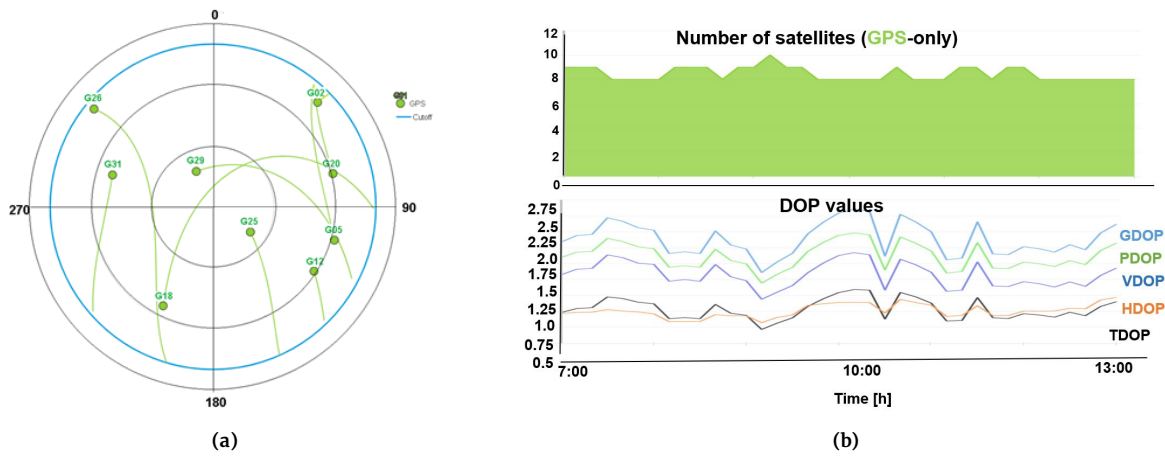 0
G26
G02
GPS
Cutoff
G31
G29
G20
270
90
G25
G05
G12
G18
180
(a)
Number of satellites (GPS-only)
12
10
8
6
4
2
0
DOP values
2.75
2.5
2.25
2.0
1.75
1.5
1.25
1.0
0.75
0.5
GDOP
PDOP
VDOP
HDOP
TDOP
7:00 10:00 13:00
Time [h]
(b)